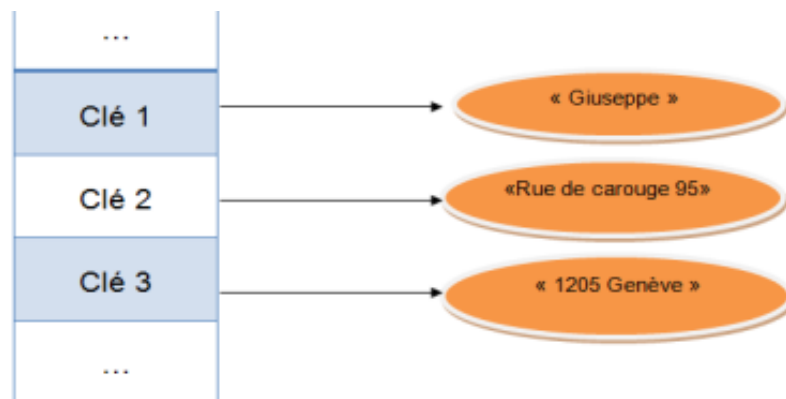 ...
Clé 1
« Giuseppe »
Clé 2
«Rue de carouge 95»
Clé 3
« 1205 Genève »
...